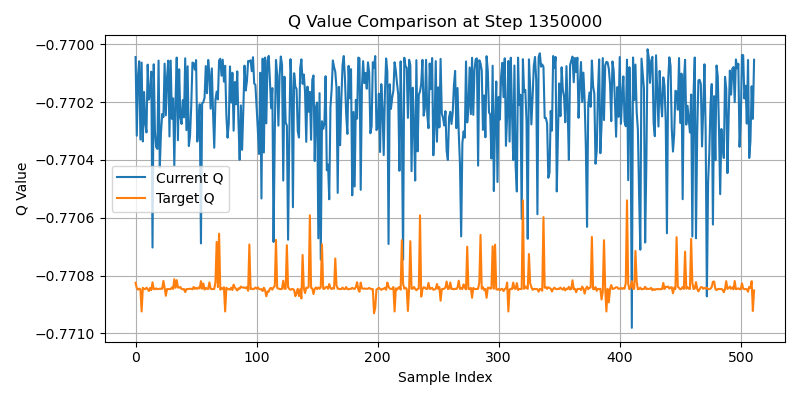 Q Value Comparison at Step 1350000
Q Value
−0.7700
−0.7702
−0.7704
−0.7706
−0.7708
−0.7710
Current Q
Target Q
0
100
200
300
400
500
Sample Index